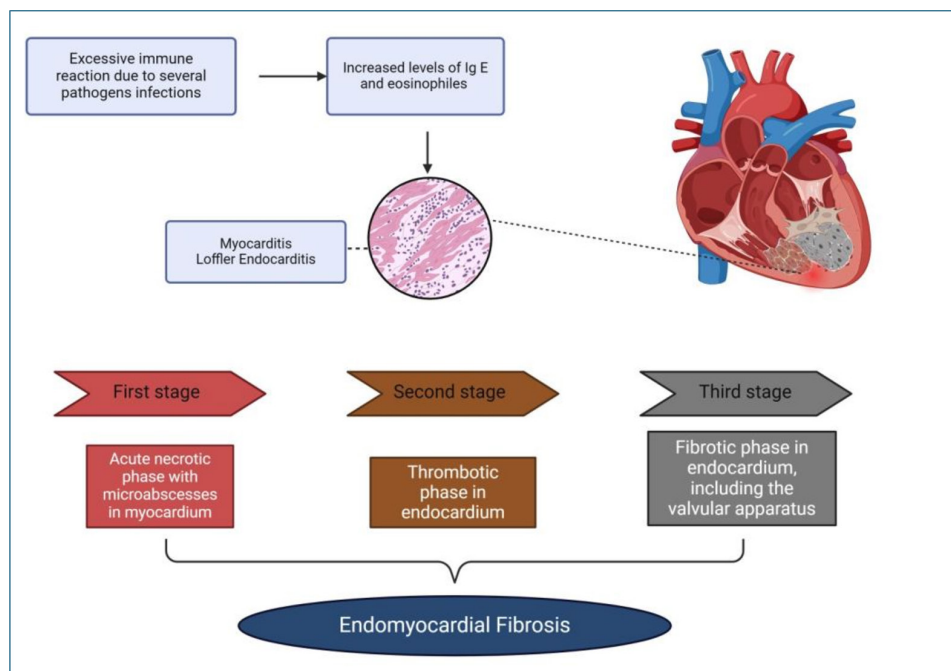 Excessive immune
reaction due to several
pathogens infections
Increased levels of Ig E
and eosinophiles
Myocarditis
Loffler Endocarditis
First stage
Second stage
Third stage
Acute necrotic
phase with
microabscesses
in myocardium
Thrombotic
phase in
endocardium
Fibrotic phase in
endocardium,
including the
valvular apparatus
Endomyocardial Fibrosis